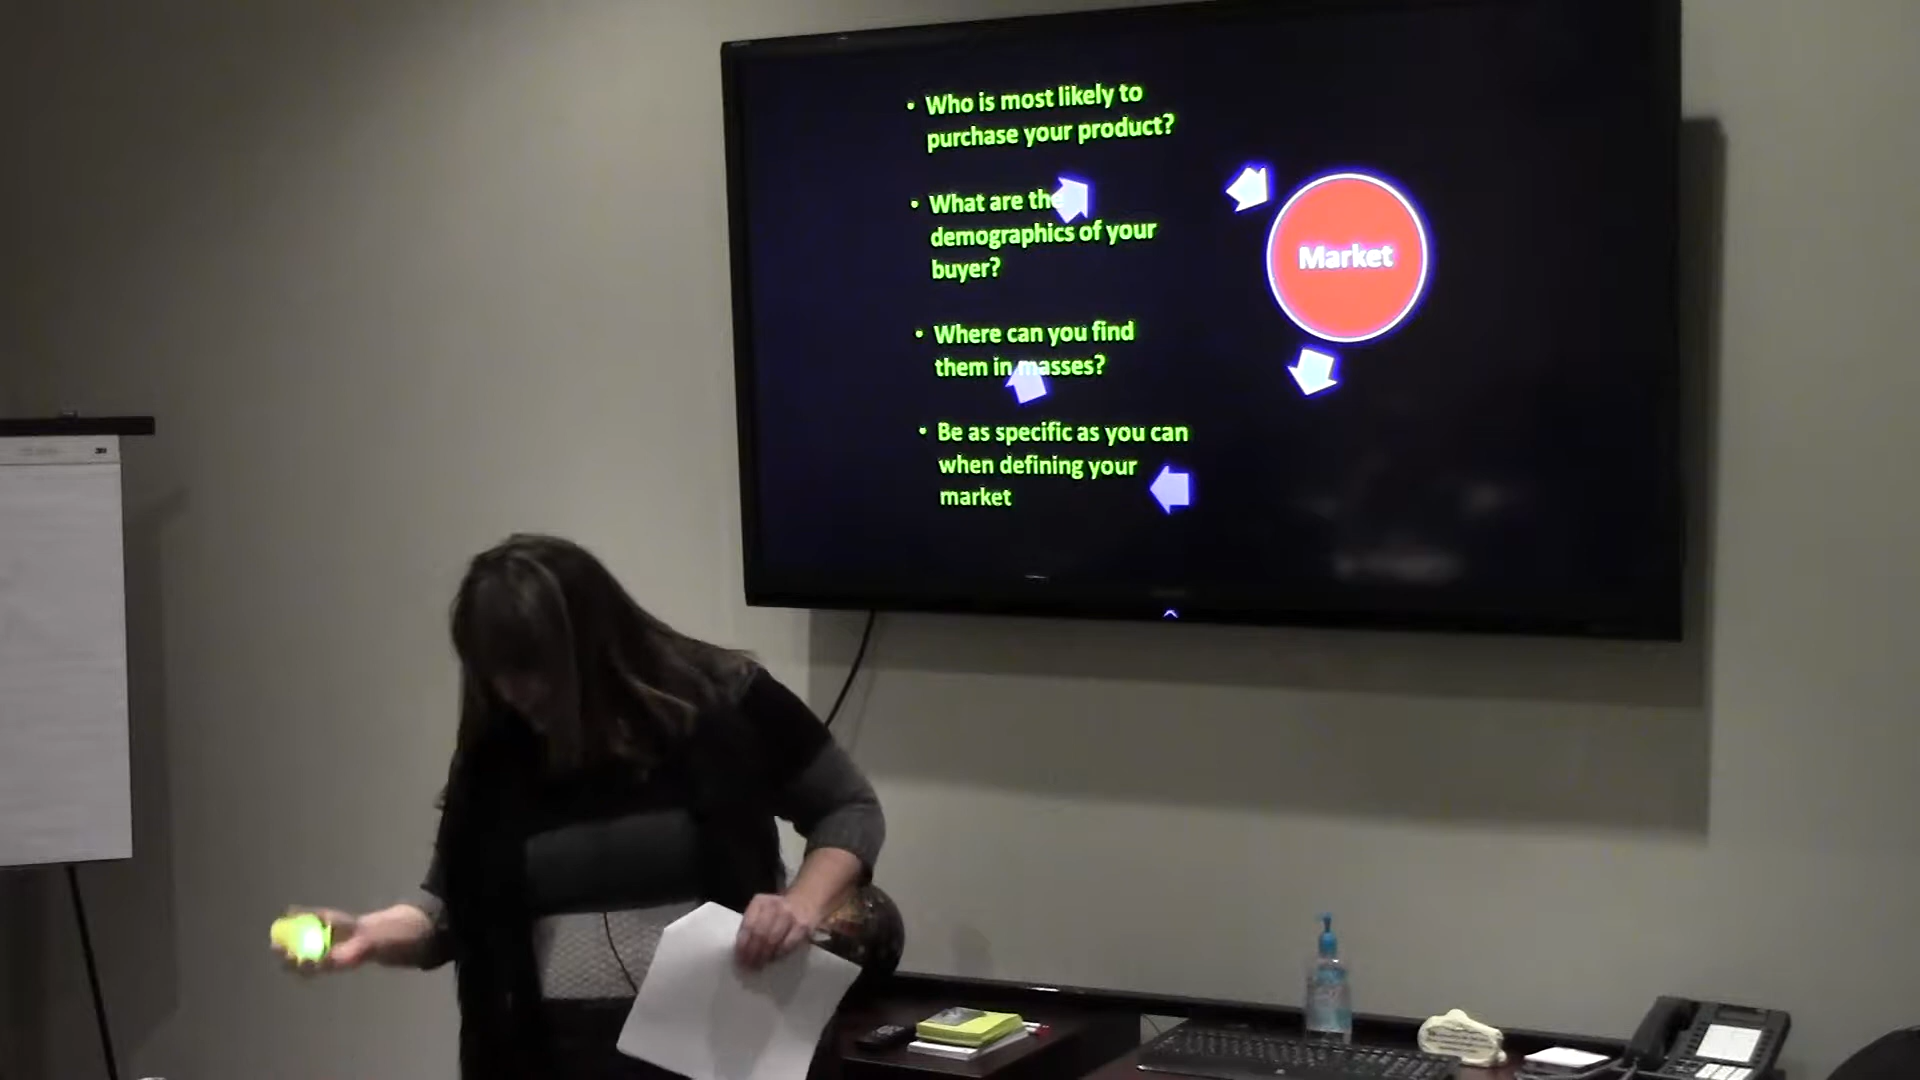 • Who is most likely to
purchase your product?
• What are the
demographics of your
buyer?
• Where can you find
them in masses?
• Be as specific as you can
when defining your
market
Market
3M